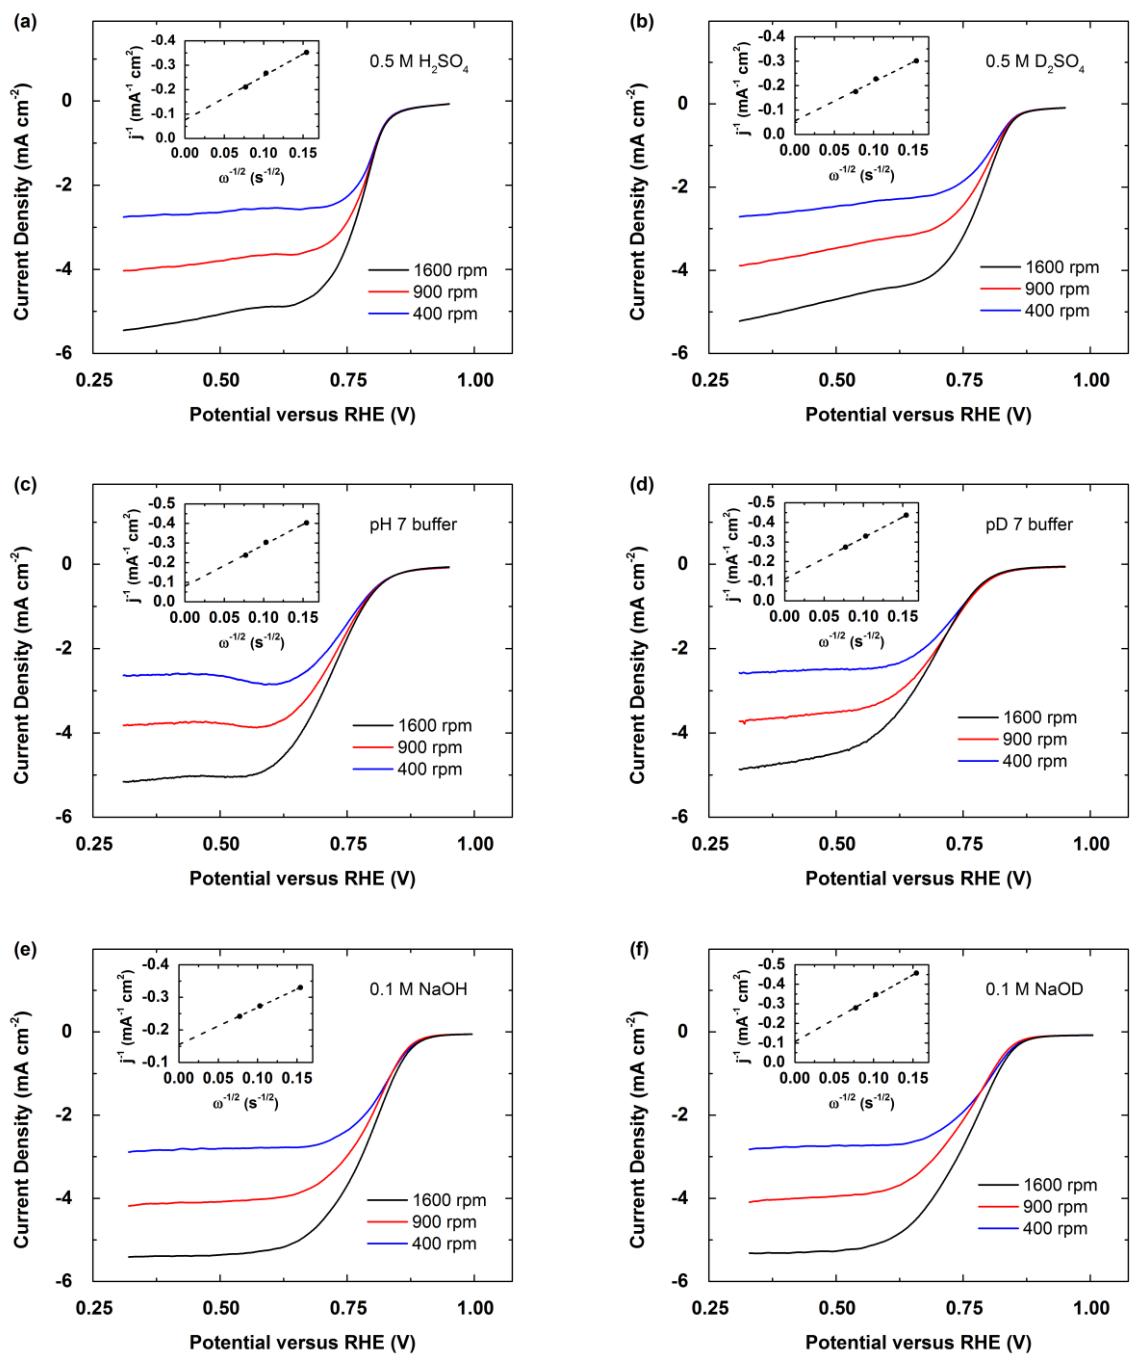 (a)
0.5 M H₂SO₄
-0.4
-0.3
-0.2
-0.1
-0.0
j⁻¹ (mA⁻¹ cm²)
0.00 0.05 0.10 0.15
ω⁻¹/² (s⁻¹/²)
0
-2
-4
-6
Current Density (mA cm⁻²)
1600 rpm
900 rpm
400 rpm
0.25 0.50 0.75 1.00
Potential versus RHE (V)
(b)
0.5 M D₂SO₄
-0.4
-0.3
-0.2
-0.1
-0.0
j⁻¹ (mA⁻¹ cm²)
0.00 0.05 0.10 0.15
ω⁻¹/² (s⁻¹/²)
0
-2
-4
-6
Current Density (mA cm⁻²)
1600 rpm
900 rpm
400 rpm
0.25 0.50 0.75 1.00
Potential versus RHE (V)
(c)
pH 7 buffer
-0.5
-0.4
-0.3
-0.2
-0.1
0.0
j⁻¹ (mA⁻¹ cm²)
0.00 0.05 0.10 0.15
ω⁻¹/² (s⁻¹/²)
0
-2
-4
-6
Current Density (mA cm⁻²)
1600 rpm
900 rpm
400 rpm
0.25 0.50 0.75 1.00
Potential versus RHE (V)
(d)
pD 7 buffer
-0.5
-0.4
-0.3
-0.2
-0.1
0.0
j⁻¹ (mA⁻¹ cm²)
0.00 0.05 0.10 0.15
ω⁻¹/² (s⁻¹/²)
0
-2
-4
-6
Current Density (mA cm⁻²)
1600 rpm
900 rpm
400 rpm
0.25 0.50 0.75 1.00
Potential versus RHE (V)
(e)
0.1 M NaOH
-0.4
-0.3
-0.2
-0.1
j⁻¹ (mA⁻¹ cm²)
0.00 0.05 0.10 0.15
ω⁻¹/² (s⁻¹/²)
0
-2
-4
-6
Current Density (mA cm⁻²)
1600 rpm
900 rpm
400 rpm
0.25 0.50 0.75 1.00
Potential versus RHE (V)
(f)
0.1 M NaOD
-0.5
-0.4
-0.3
-0.2
-0.1
0.0
j⁻¹ (mA⁻¹ cm²)
0.00 0.05 0.10 0.15
ω⁻¹/² (s⁻¹/²)
0
-2
-4
-6
Current Density (mA cm⁻²)
1600 rpm
900 rpm
400 rpm
0.25 0.50 0.75 1.00
Potential versus RHE (V)